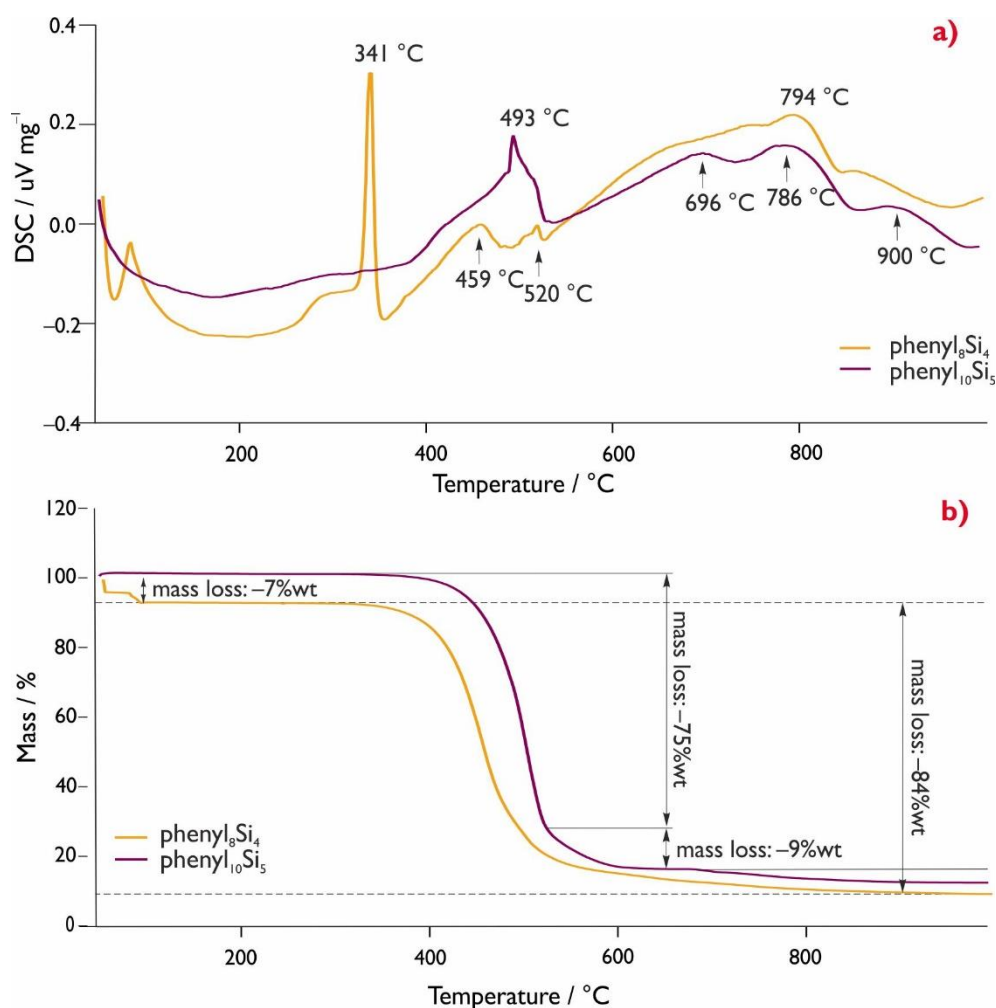 a)
DSC / uV mg⁻¹
0.4
0.2
0.0
−0.2
−0.4
341 °C
493 °C
794 °C
696 °C
786 °C
900 °C
459 °C
520 °C
phenyl₈Si₄
phenyl₁₀Si₅
200
400
600
800
Temperature / °C
b)
Mass / %
120
100
80
60
40
20
0
mass loss: −7%wt
mass loss: −75%wt
mass loss: −84%wt
mass loss: −9%wt
phenyl₈Si₄
phenyl₁₀Si₅
200
400
600
800
Temperature / °C